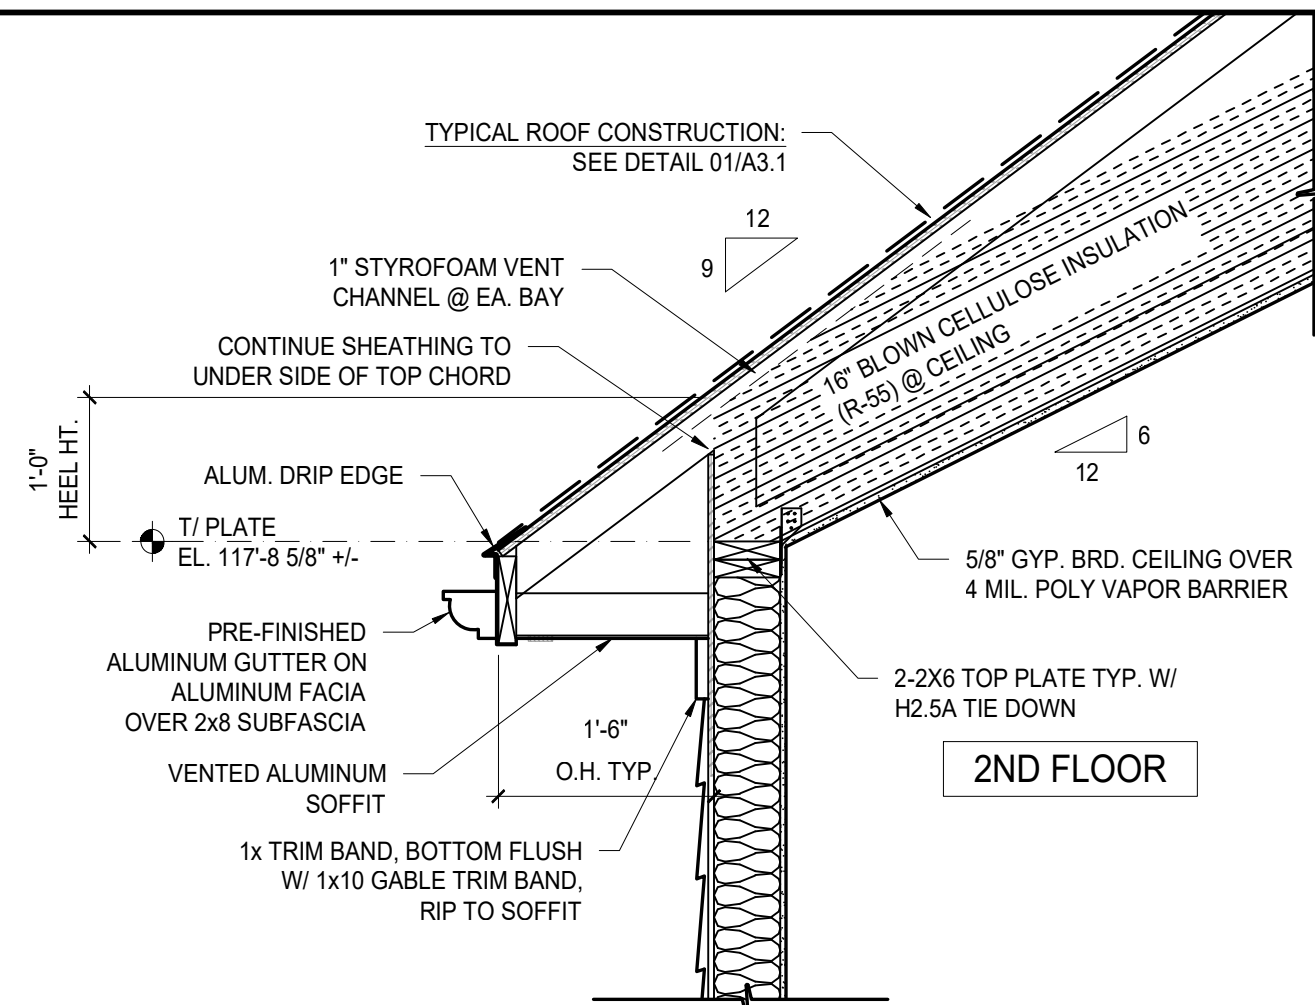 TYPICAL ROOF CONSTRUCTION:
SEE DETAIL 01/A3.1
12
9
1" STYROFOAM VENT
CHANNEL @ EA. BAY
CONTINUE SHEATHING TO
UNDER SIDE OF TOP CHORD
16" BLOWN CELLULOSE INSULATION
(R-55) @ CEILING
1'-0"
HEEL HT.
6
12
ALUM. DRIP EDGE
T/ PLATE
EL. 117'-8 5/8" +/-
5/8" GYP. BRD. CEILING OVER
4 MIL. POLY VAPOR BARRIER
PRE-FINISHED
ALUMINUM GUTTER ON
ALUMINUM FACIA
OVER 2x8 SUBFASCIA
2-2X6 TOP PLATE TYP. W/
H2.5A TIE DOWN
1'-6"
O.H. TYP.
VENTED ALUMINUM
SOFFIT
2ND FLOOR
1x TRIM BAND, BOTTOM FLUSH
W/ 1x10 GABLE TRIM BAND,
RIP TO SOFFIT